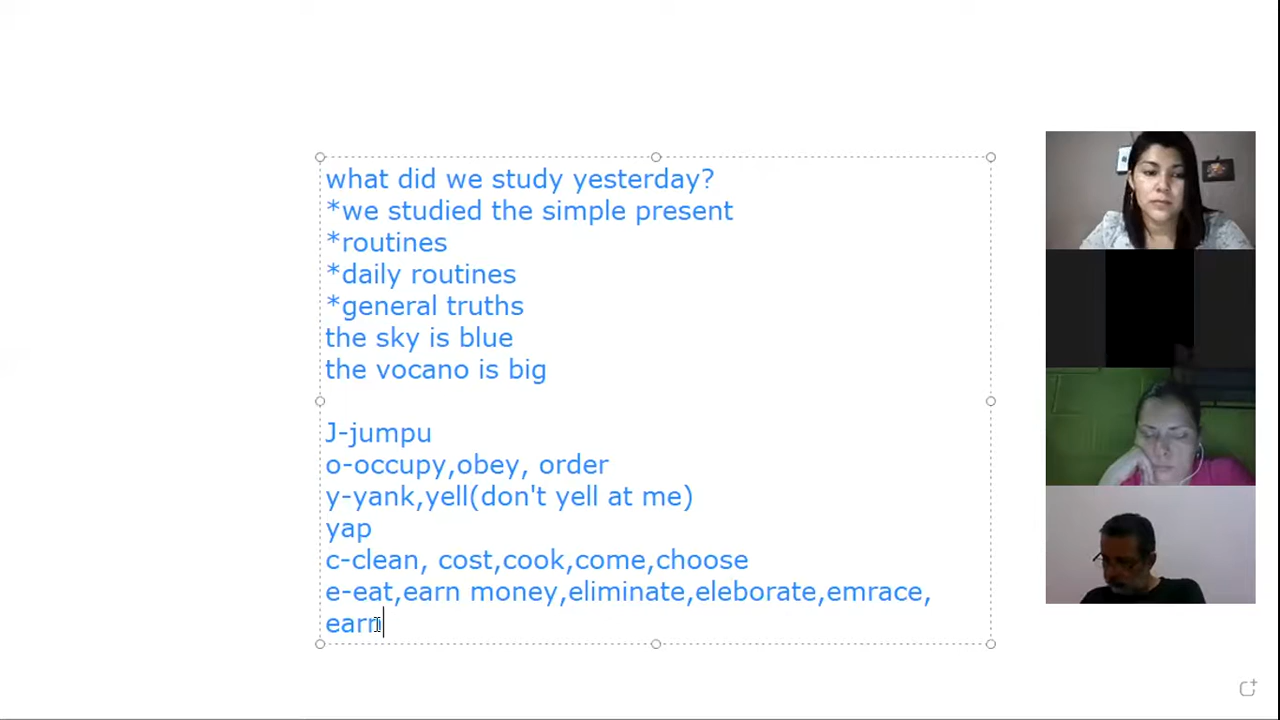 what did we study yesterday?
*we studied the simple present
*routines
*daily routines
*general truths
the sky is blue
the vocano is big
J-jumpu
o-occupy,obey, order
y-yank,yell(don't yell at me)
yap
c-clean, cost,cook,come,choose
e-eat,earn money,eliminate,eleborate,emrace,
earn